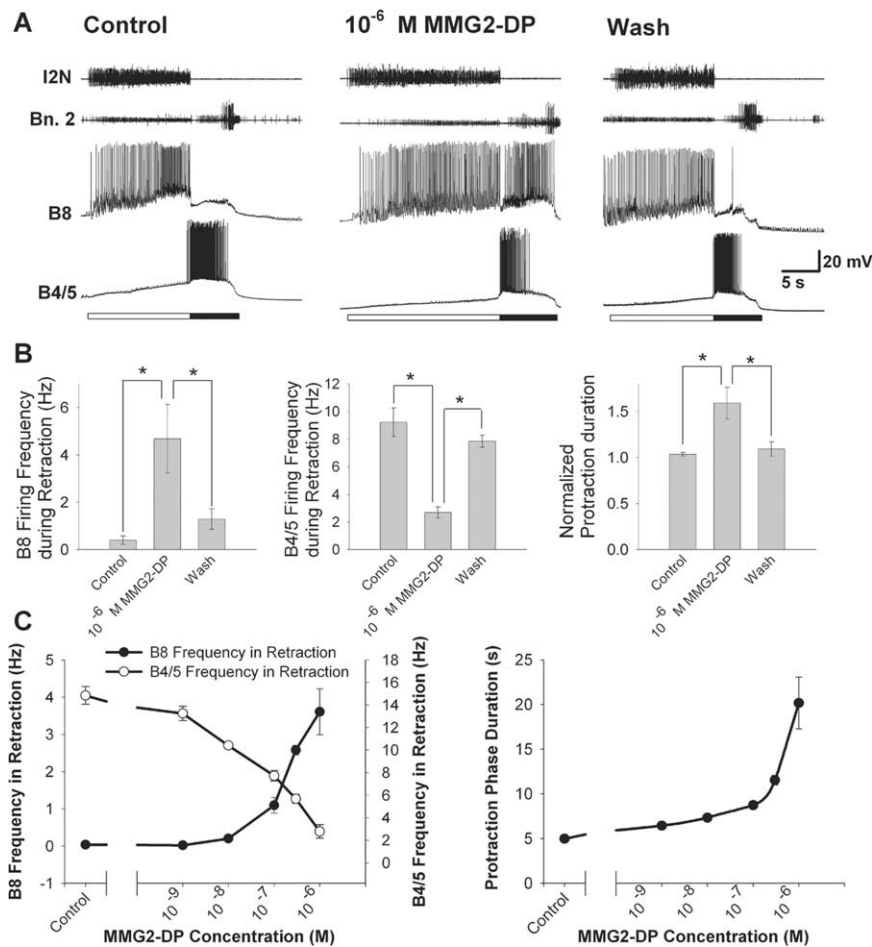 A
Control
10-6 M MMG2-DP
Wash
I2N
Bn. 2
B8
B4/5
20 mV
5 s
B
B8 Firing Frequency
during Retraction (Hz)
6
4
2
0
Control
10-6 M MMG2-DP
Wash
*
*
B4/5 Firing Frequency
during Retraction (Hz)
12
10
8
6
4
2
0
Control
10-6 M MMG2-DP
Wash
*
*
Normalized
Protraction duration
1.5
1.0
0.5
0.0
Control
10-6 M MMG2-DP
Wash
*
*
C
B8 Frequency in Retraction
B4/5 Frequency in Retraction
B8 Frequency in Retraction (Hz)
5
4
3
2
1
0
-1
B4/5 Frequency in Retraction (Hz)
18
16
14
12
10
8
6
4
2
0
Control
10-9
10-8
10-7
10-6
MMG2-DP Concentration (M)
Protraction Phase Duration (s)
25
20
15
10
5
0
Control
10-9
10-8
10-7
10-6
MMG2-DP Concentration (M)